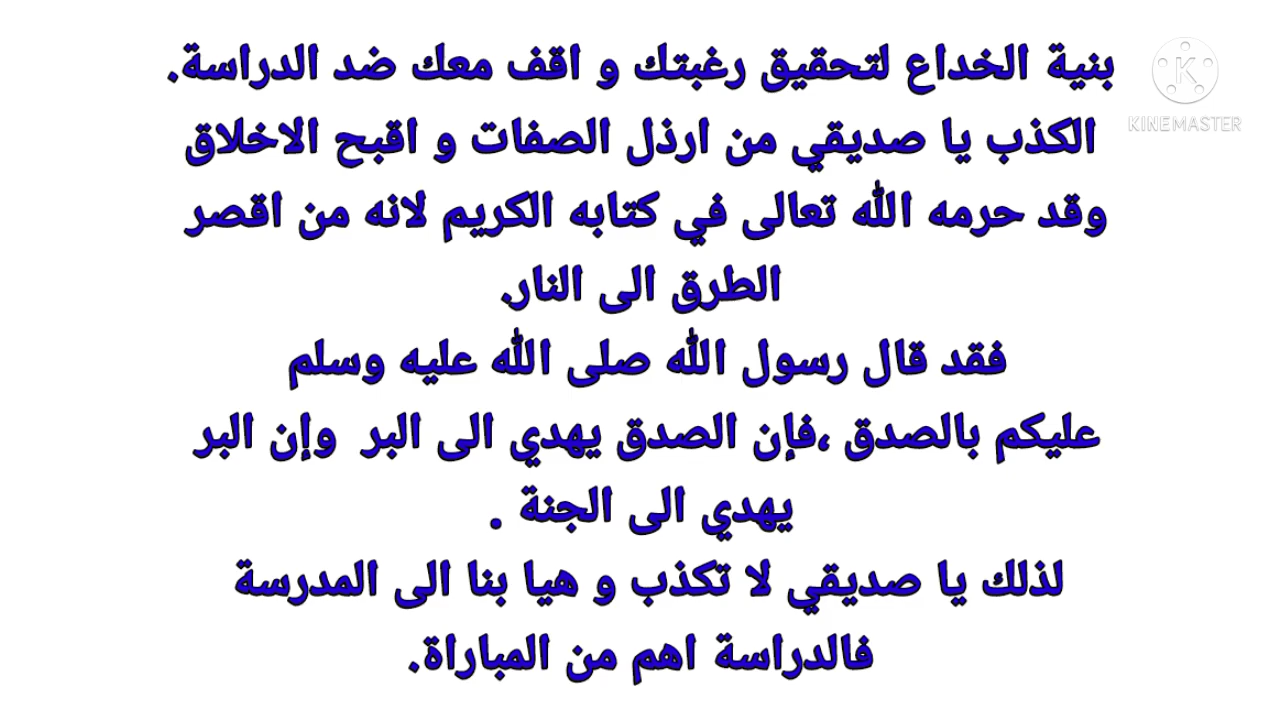 بنية الخداع لتحقيق رغبتك و اقف معك ضد الدراسة.
الكذب يا صديقي من ارذل الصفات و اقبح الاخلاق
وقد حرمه الله تعالى في كتابه الكريم لانه من اقصر
الطرق الى النار.
فقد قال رسول الله صلى الله عليه وسلم
عليكم بالصدق ،فإن الصدق يهدي الى البر وإن البر
يهدي الى الجنة .
لذلك يا صديقي لا تكذب و هيا بنا الى المدرسة
فالدراسة اهم من المباراة.
K
KINEMASTER